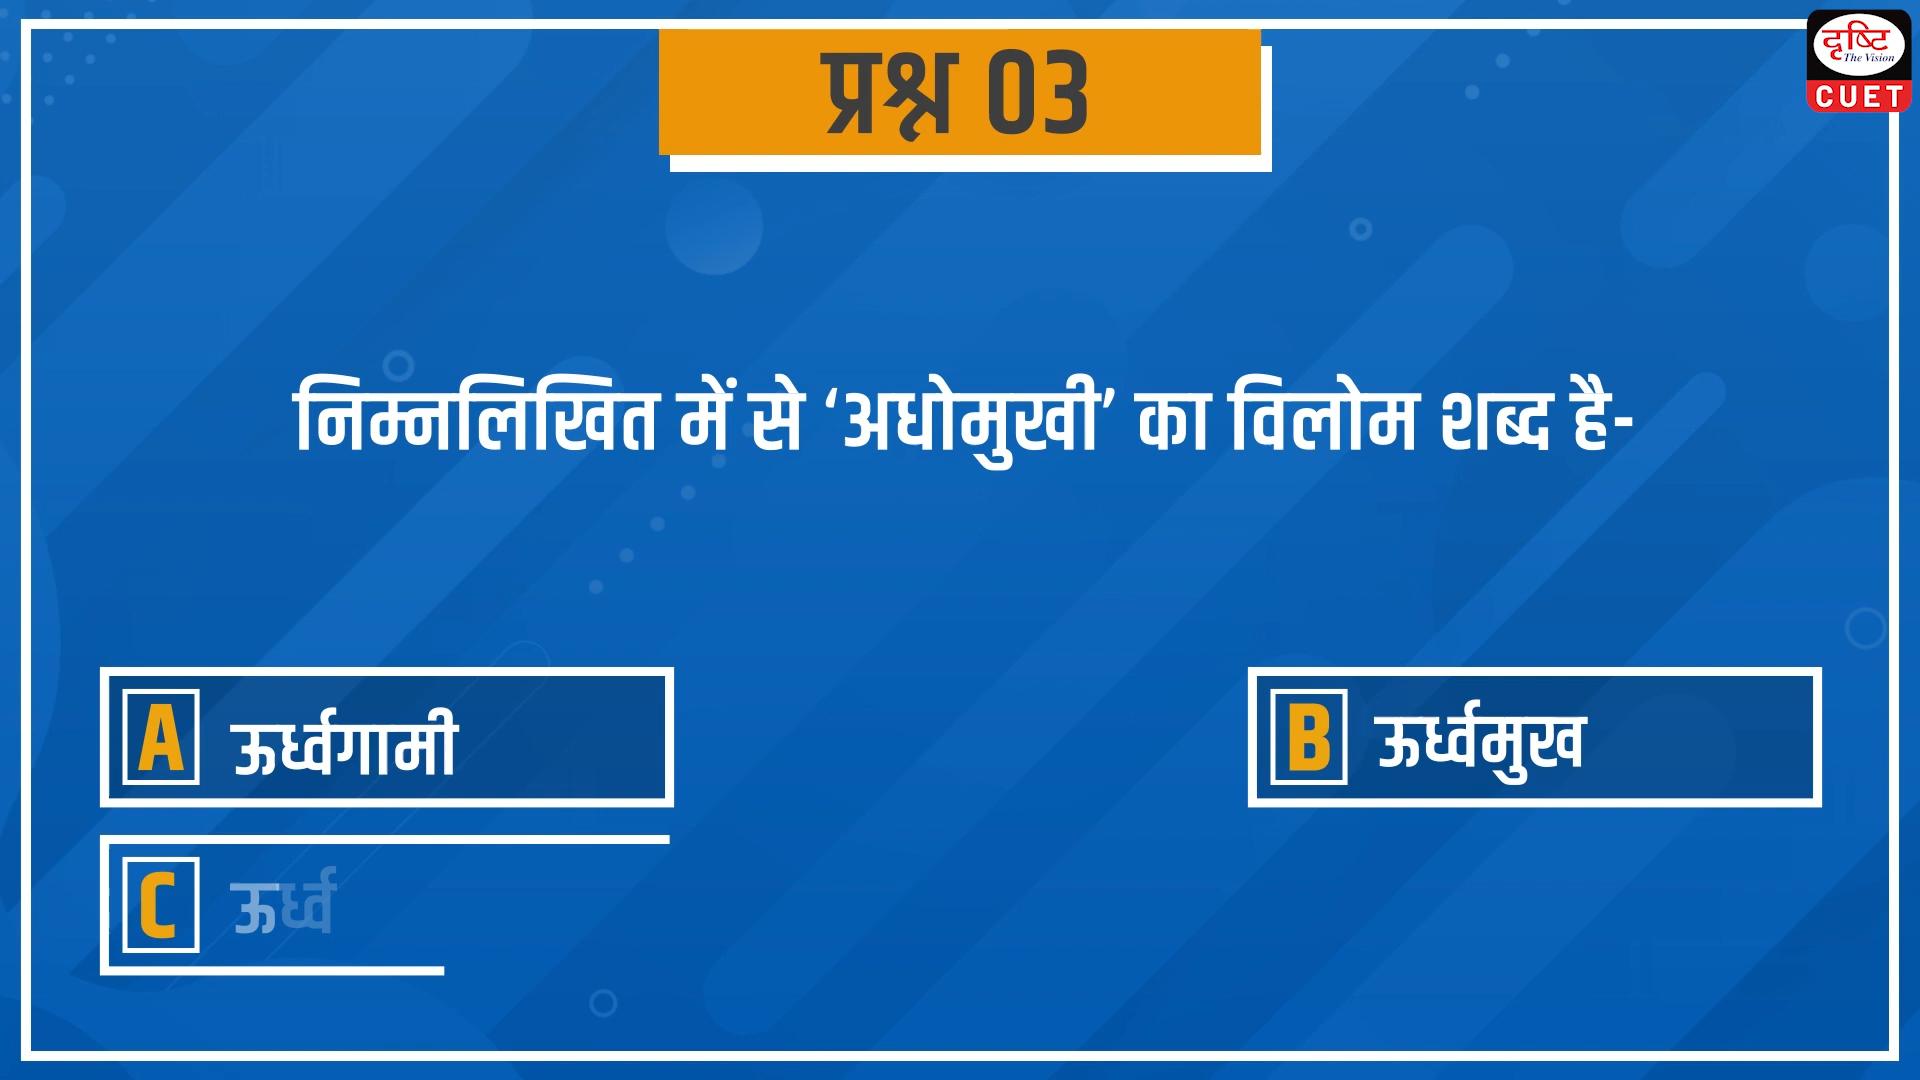 दृष्टि
The Vision
CUET
प्रश्न 03
निम्नलिखित में से ‘अधोमुखी’ का विलोम शब्द है-
A ऊर्ध्वगामी
B ऊर्ध्वमुख
C ऊर्ध्व